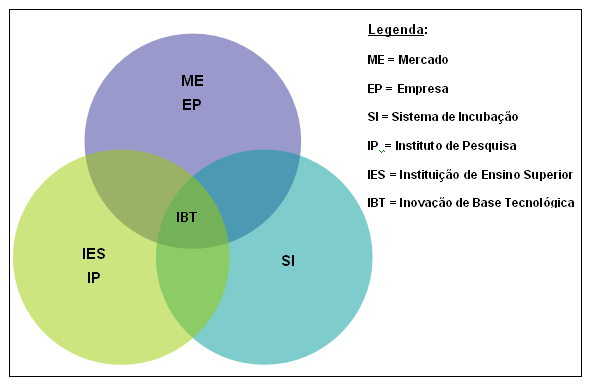 ME
EP
IBT
IES
IP
SI
Legenda:
ME = Mercado
EP = Empresa
SI = Sistema de Incubação
IP = Instituto de Pesquisa
IES = Instituição de Ensino Superior
IBT = Inovação de Base Tecnológica